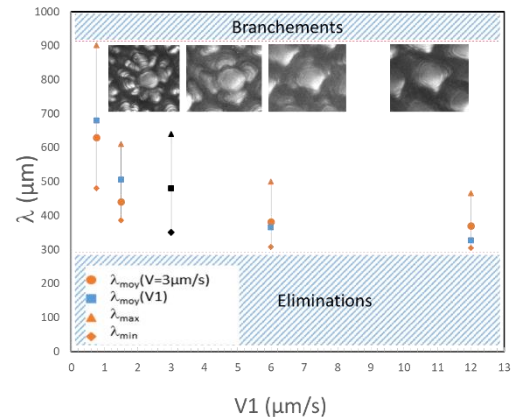 1000
900
800
700
600
500
400
300
200
100
0
λ (µm)
Branchements
Eliminations
λmoy(V=3µm/s)
λmoy(V1)
λmax
λmin
0 1 2 3 4 5 6 7 8 9 10 11 12 13
V1 (µm/s)